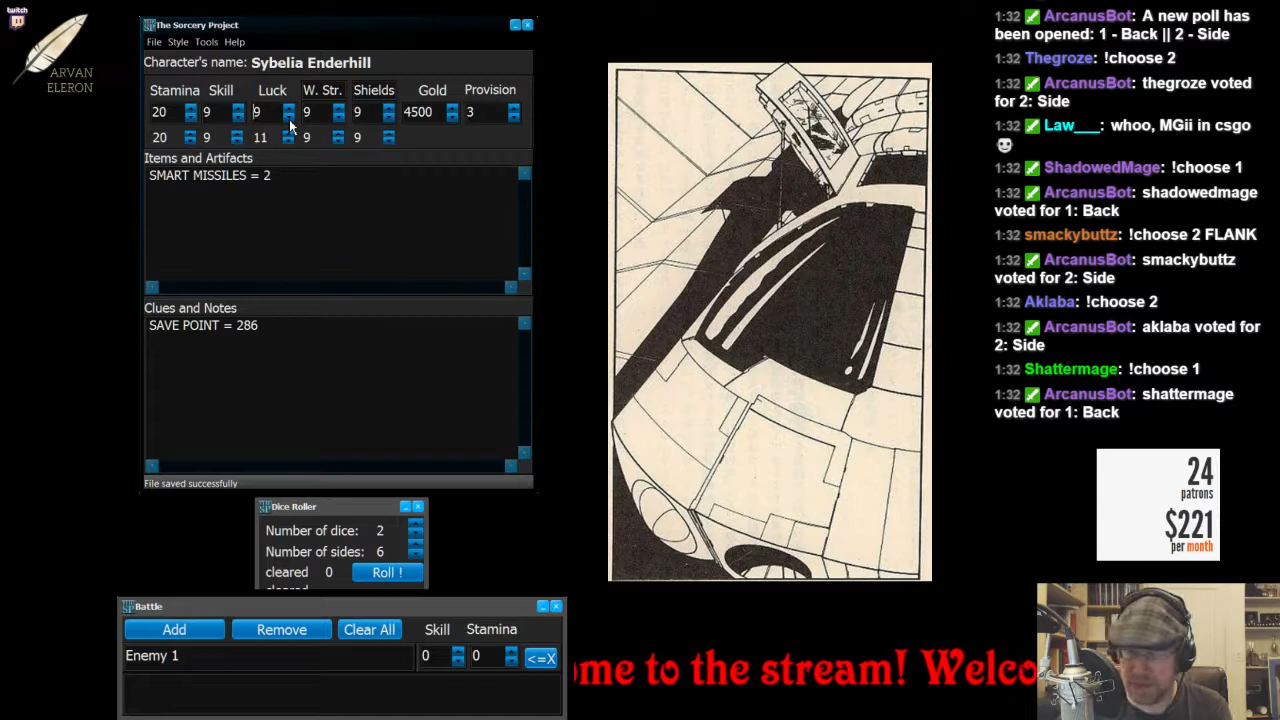 twitch
ARVAN
ELERON
The Sorcery Project
File Style Tools Help
Character's name: Sybelia Enderhill
Stamina Skill Luck W. Str. Shields Gold Provision
20 9 9 9 9 4500 3
20 9 11 9 9
Items and Artifacts
SMART MISSILES = 2
Clues and Notes
SAVE POINT = 286
File saved successfully
Dice Roller
Number of dice: 2
Number of sides: 6
cleared 0 Roll !
Battle
Add Remove Clear All Skill Stamina
Enemy 1 0 0 <=X
1:32 ArcanusBot: A new poll has
been opened: 1 - Back || 2 - Side
1:32 Thegroze: !choose 2
1:32 ArcanusBot: thegroze voted
for 2: Side
1:32 Law___: whoo, MGii in csgo
1:32 ShadowedMage: !choose 1
1:32 ArcanusBot: shadowedmage
voted for 1: Back
1:32 smackybuttz: !choose 2 FLANK
1:32 ArcanusBot: smackybuttz
voted for 2: Side
1:32 Aklaba: !choose 2
1:32 ArcanusBot: aklaba voted for
2: Side
1:32 Shattermage: !choose 1
1:32 ArcanusBot: shattermage
voted for 1: Back
24
patrons
$221
per month
ome to the stream! Welco